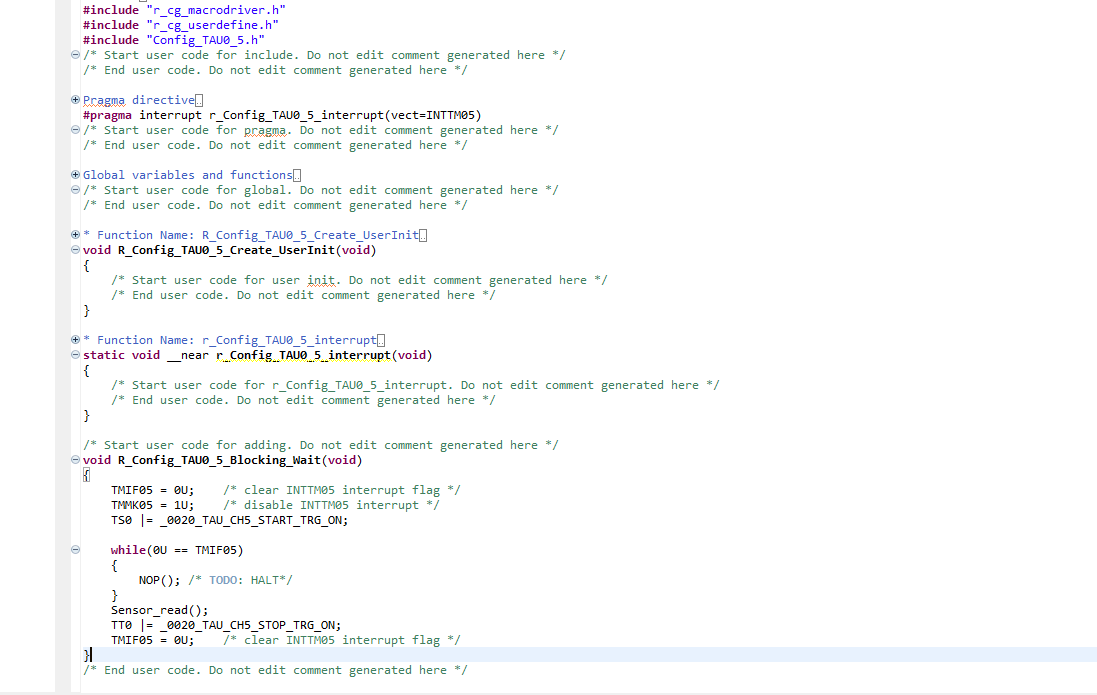 #include "r_cg_macrodriver.h"
#include "r_cg_userdefine.h"
#include "Config_TAU0_5.h"
/* Start user code for include. Do not edit comment generated here */
/* End user code. Do not edit comment generated here */
Pragma directive
#pragma interrupt r_Config_TAU0_5_interrupt(vect=INTTM05)
/* Start user code for pragma. Do not edit comment generated here */
/* End user code. Do not edit comment generated here */
Global variables and functions
/* Start user code for global. Do not edit comment generated here */
/* End user code. Do not edit comment generated here */
* Function Name: R_Config_TAU0_5_Create_UserInit
void R_Config_TAU0_5_Create_UserInit(void)
{
    /* Start user code for user init. Do not edit comment generated here */
    /* End user code. Do not edit comment generated here */
}
* Function Name: r_Config_TAU0_5_interrupt
static void __near r_Config_TAU0_5_interrupt(void)
{
    /* Start user code for r_Config_TAU0_5_interrupt. Do not edit comment generated here */
    /* End user code. Do not edit comment generated here */
}
/* Start user code for adding. Do not edit comment generated here */
void R_Config_TAU0_5_Blocking_Wait(void)
{
    TMIF05 = 0U;    /* clear INTTM05 interrupt flag */
    TMMK05 = 1U;    /* disable INTTM05 interrupt */
    TS0 |= _0020_TAU_CH5_START_TRG_ON;
    while(0U == TMIF05)
    {
        NOP(); /* TODO: HALT*/
    }
    Sensor_read();
    TT0 |= _0020_TAU_CH5_STOP_TRG_ON;
    TMIF05 = 0U;    /* clear INTTM05 interrupt flag */
}
/* End user code. Do not edit comment generated here */